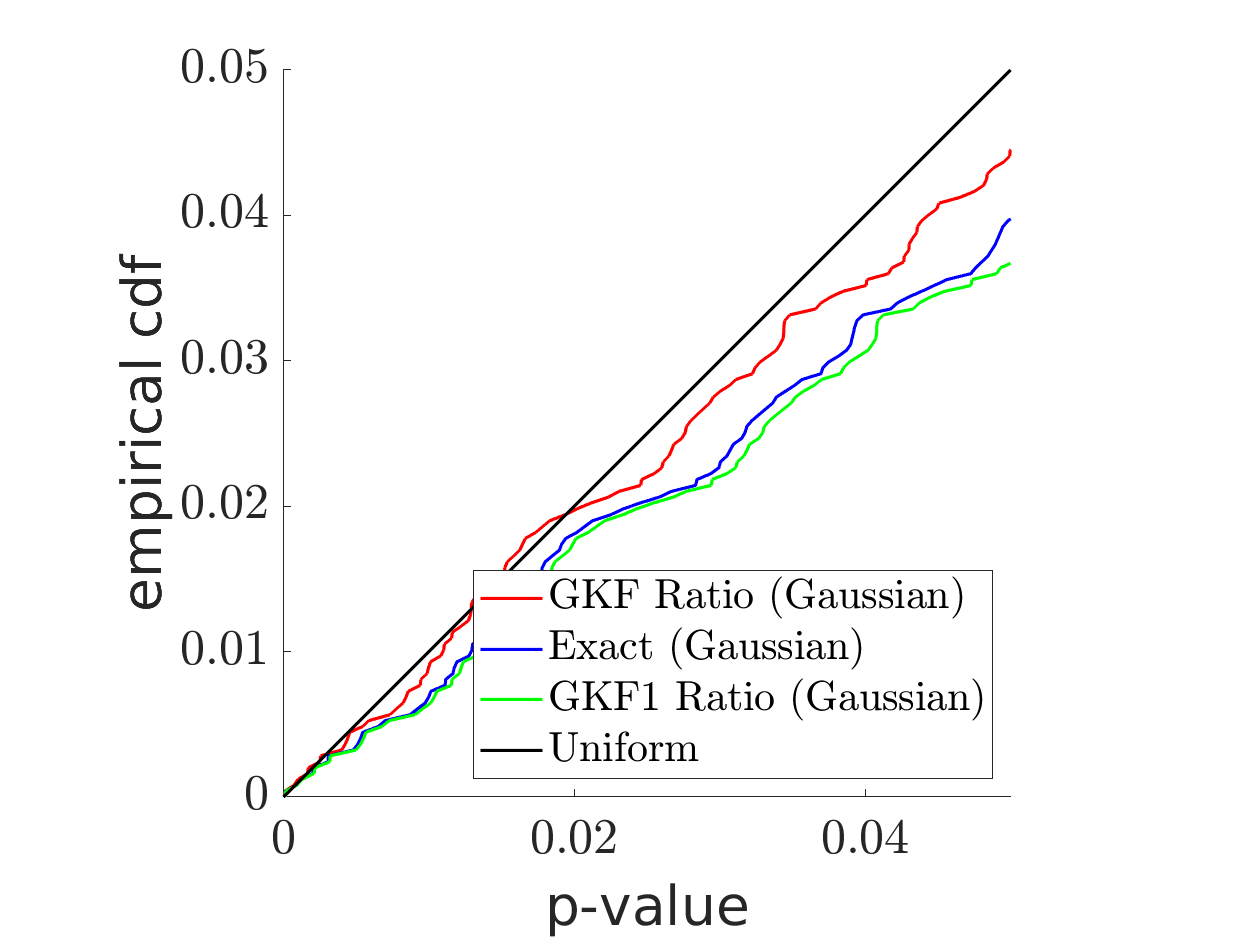 0.05
0.04
0.03
0.02
0.01
0
empirical cdf
GKF Ratio (Gaussian)
Exact (Gaussian)
GKF1 Ratio (Gaussian)
Uniform
0 0.02 0.04
p-value